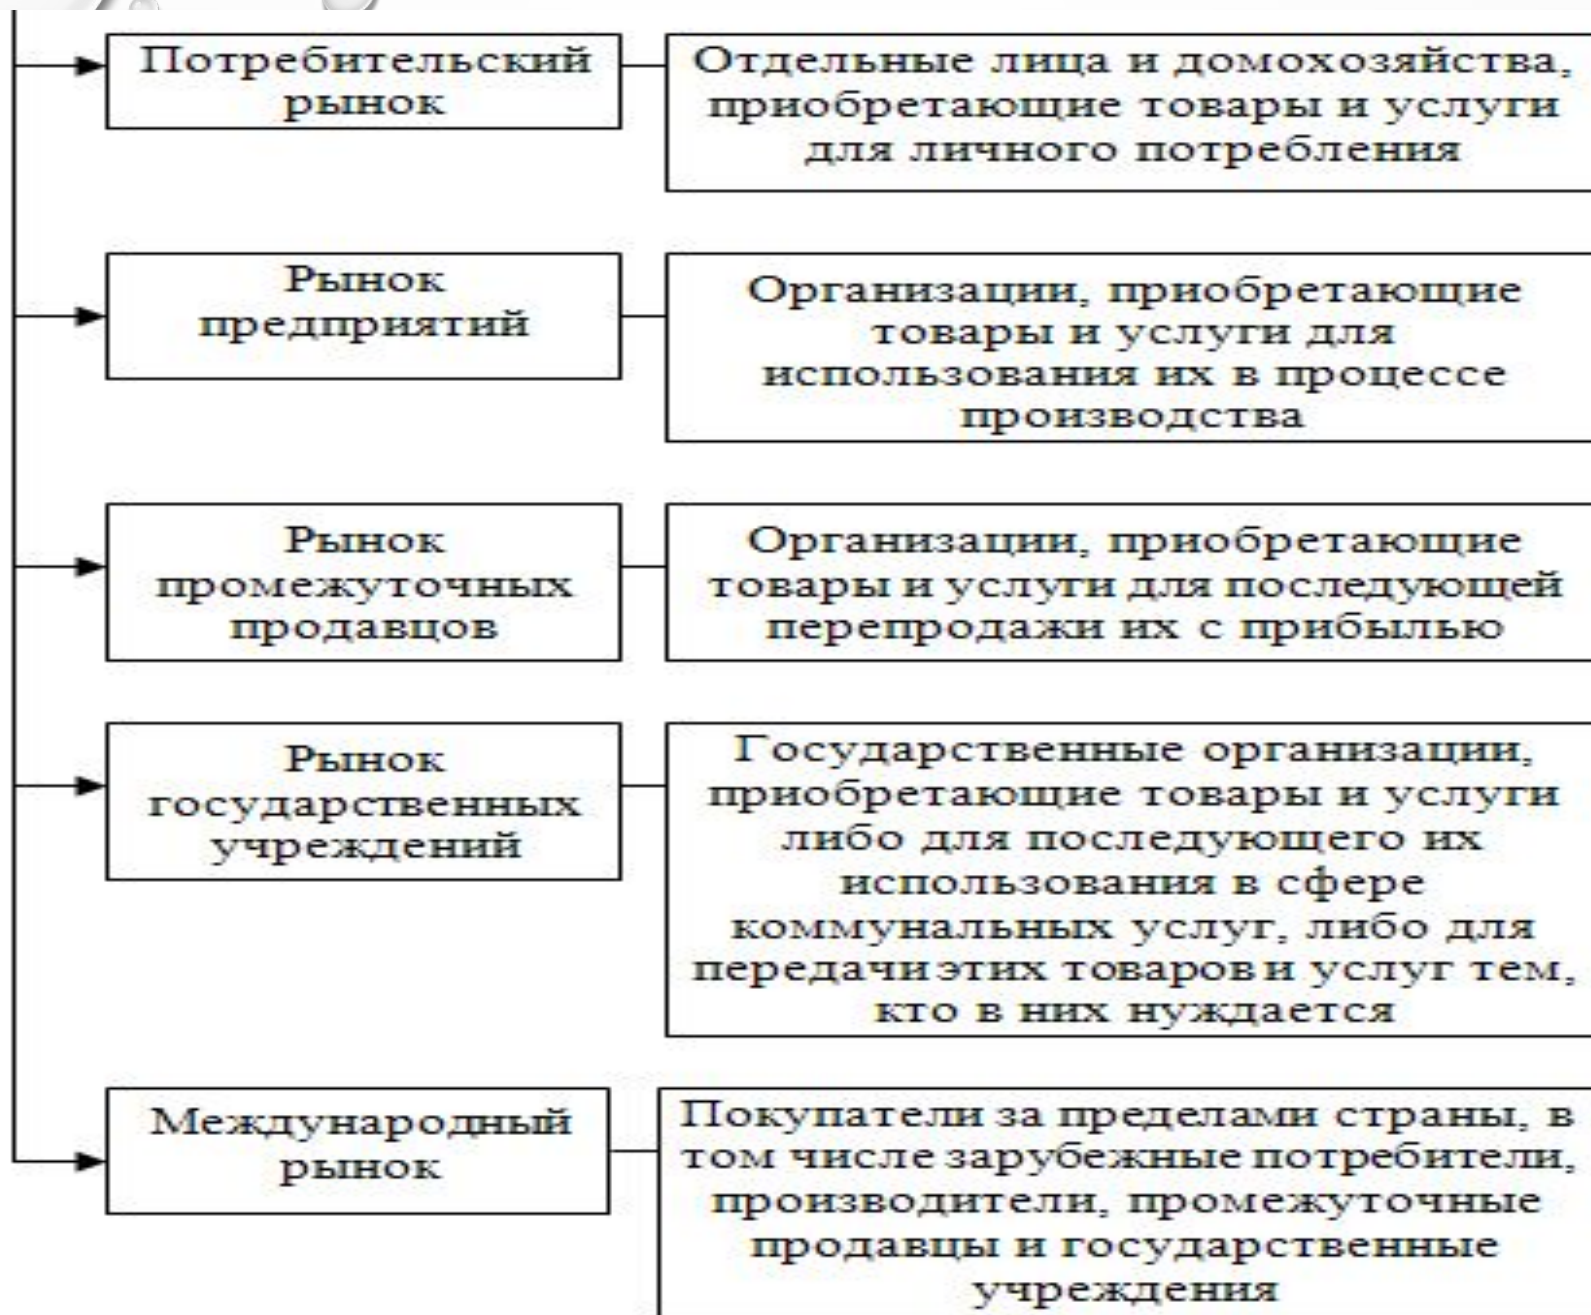 Потребительский
рынок
Отдельные лица и домохозяйства,
приобретающие товары и услуги
для личного потребления
Рынок
предприятий
Организации, приобретающие
товары и услуги для
использования их в процессе
производства
Рынок
промежуточных
продавцов
Организации, приобретающие
товары и услуги для последующей
перепродажи их с прибылью
Рынок
государственных
учреждений
Государственные организации,
приобретающие товары и услуги
либо для последующего их
использования в сфере
коммунальных услуг, либо для
передачи этих товаров и услуг тем,
кто в них нуждается
Международный
рынок
Покупатели за пределами страны, в
том числе зарубежные потребители,
производители, промежуточные
продавцы и государственные
учреждения